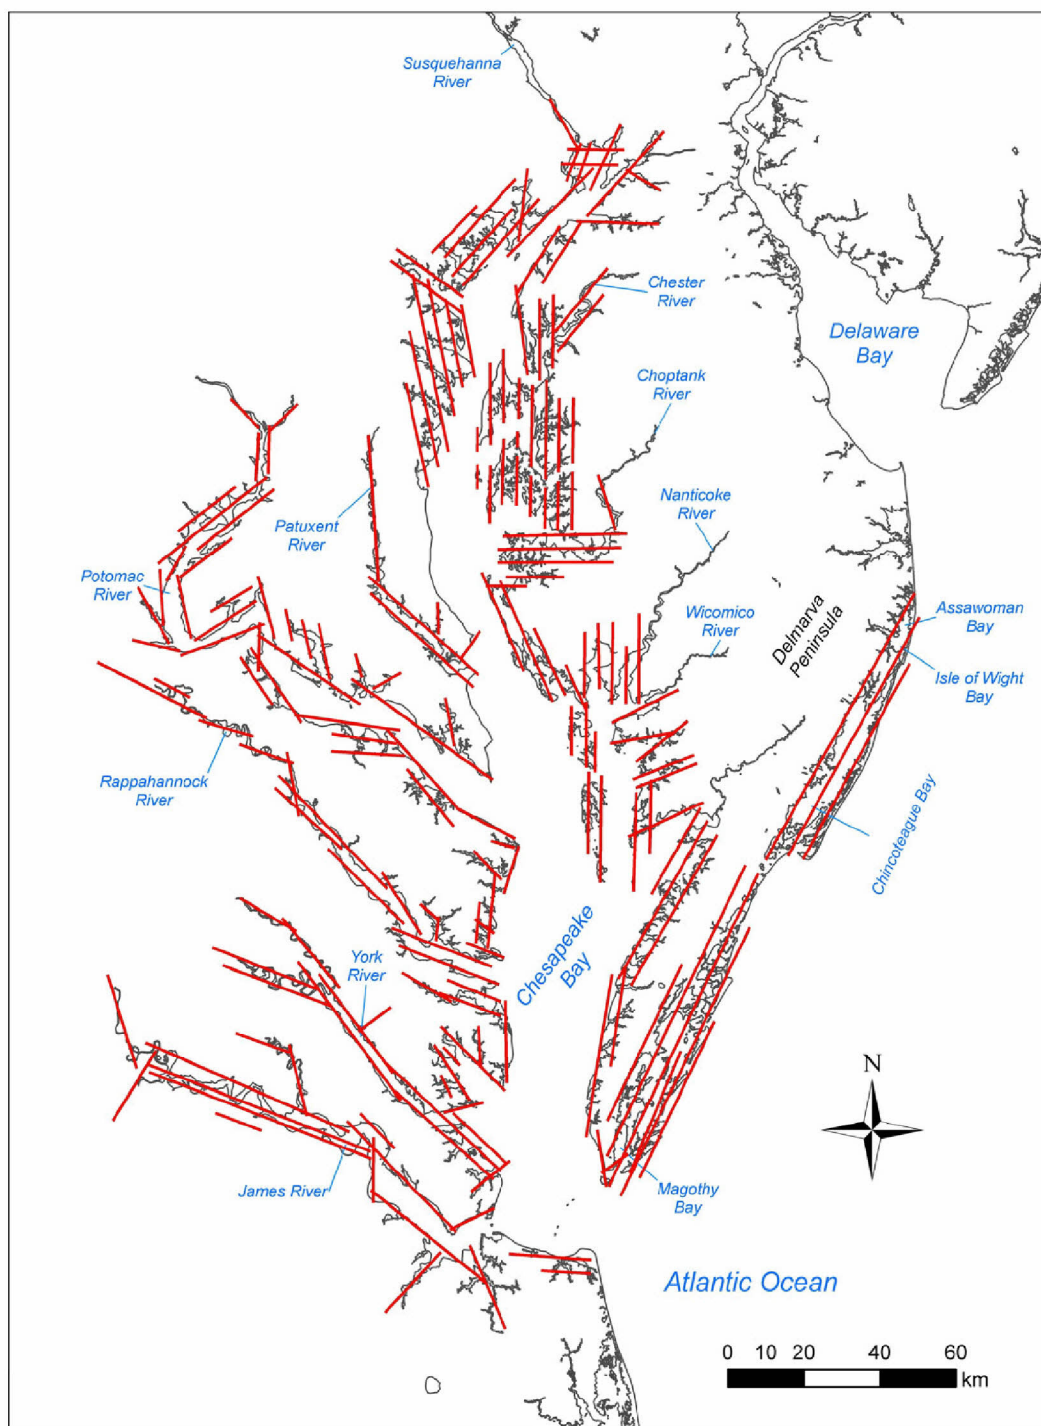 Susquehanna
River
Chester
River
Delaware
Bay
Choptank
River
Nanticoke
River
Patuxent
River
Potomac
River
Wicomico
River
Delmarva
Peninsula
Assawoman
Bay
Isle of Wight
Bay
Rappahannock
River
Chincoteague Bay
Chesapeake
Bay
York
River
N
James River
Magothy
Bay
Atlantic Ocean
0 10 20 40 60
km